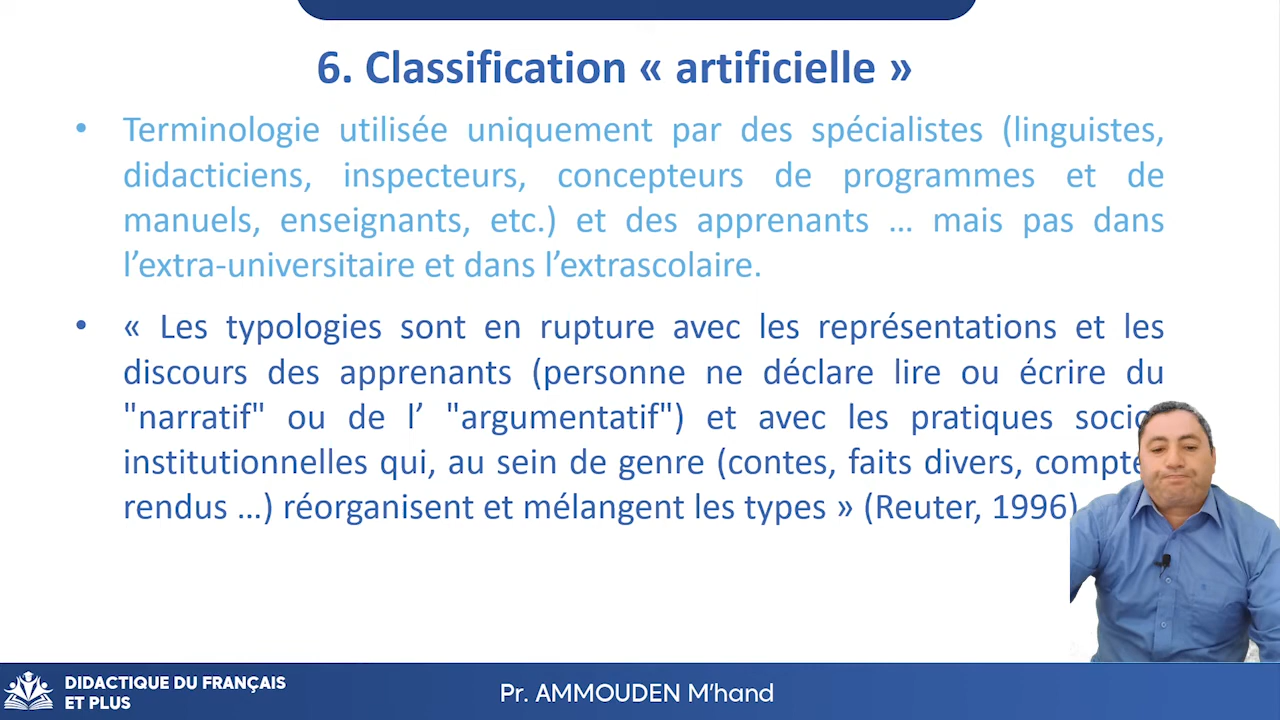 6. Classification « artificielle »
• Terminologie utilisée uniquement par des spécialistes (linguistes,
didacticiens, inspecteurs, concepteurs de programmes et de
manuels, enseignants, etc.) et des apprenants … mais pas dans
l’extra-universitaire et dans l’extrascolaire.
• « Les typologies sont en rupture avec les représentations et les
discours des apprenants (personne ne déclare lire ou écrire du
"narratif" ou de l’ "argumentatif") et avec les pratiques socio-
institutionnelles qui, au sein de genre (contes, faits divers, compte-
rendus …) réorganisent et mélangent les types » (Reuter, 1996)
DIDACTIQUE DU FRANÇAIS
ET PLUS
Pr. AMMOUDEN M’hand